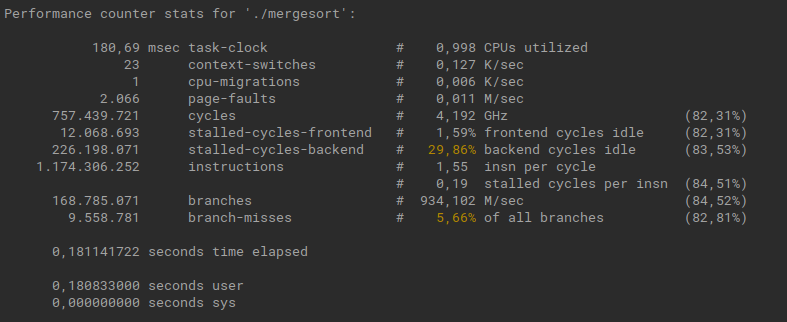 Performance counter stats for './mergesort':
180,69 msec task-clock # 0,998 CPUs utilized
23 context-switches # 0,127 K/sec
1 cpu-migrations # 0,006 K/sec
2.066 page-faults # 0,011 M/sec
757.439.721 cycles # 4,192 GHz (82,31%)
12.068.693 stalled-cycles-frontend # 1,59% frontend cycles idle (82,31%)
226.198.071 stalled-cycles-backend # 29,86% backend cycles idle (83,53%)
1.174.306.252 instructions # 1,55 insn per cycle
# 0,19 stalled cycles per insn (84,51%)
168.785.071 branches # 934,102 M/sec (84,52%)
9.558.781 branch-misses # 5,66% of all branches (82,81%)
0,181141722 seconds time elapsed
0,180833000 seconds user
0,000000000 seconds sys